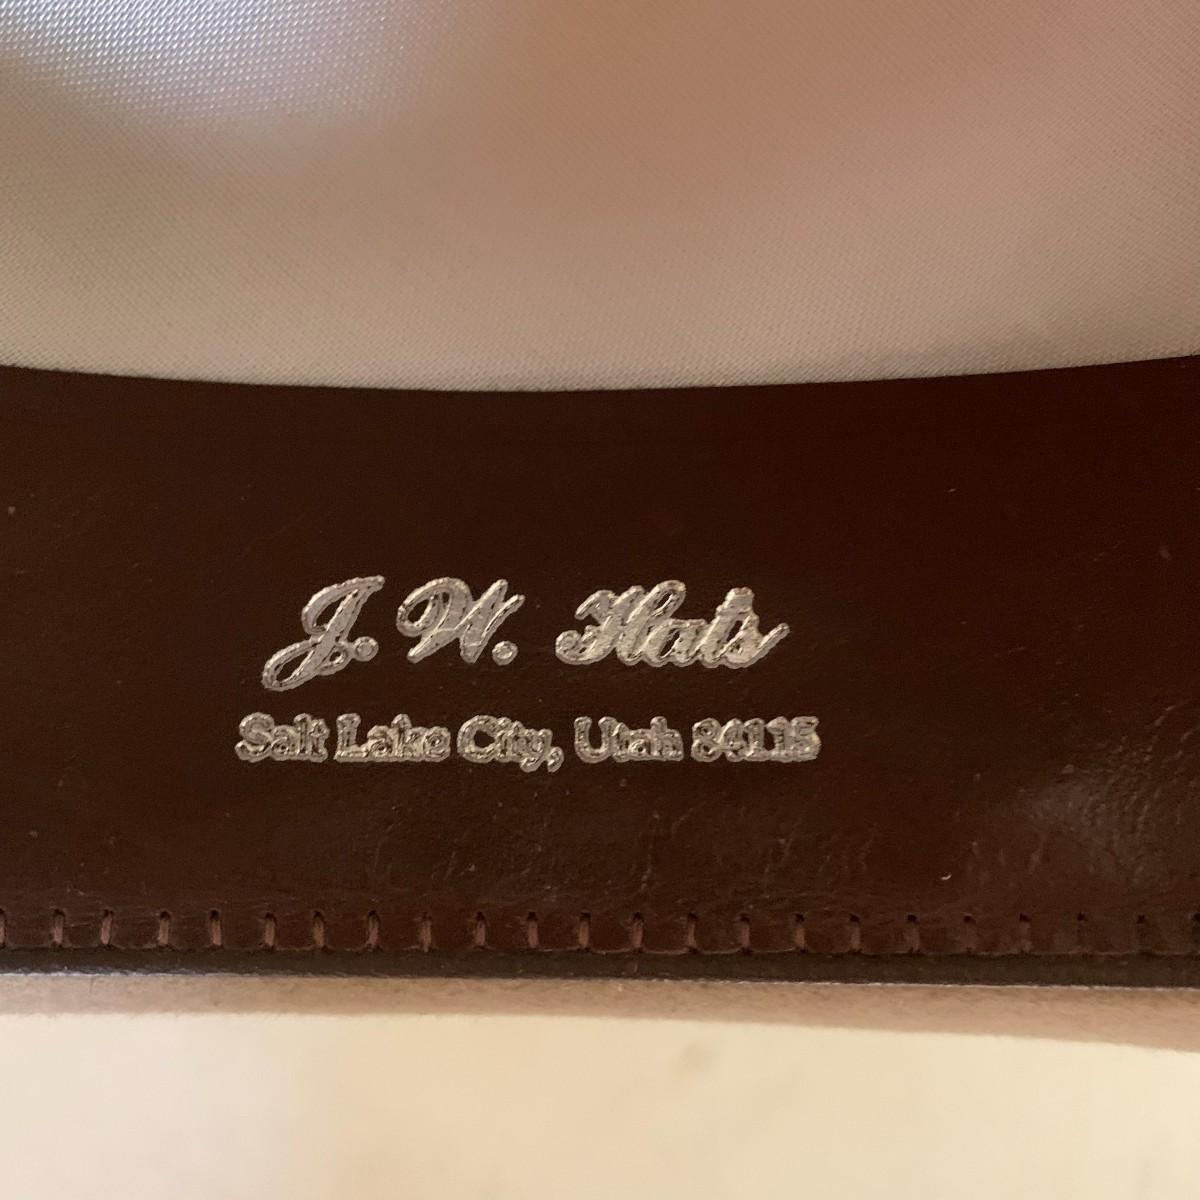 J. W. Hats
Salt Lake City, Utah 84115